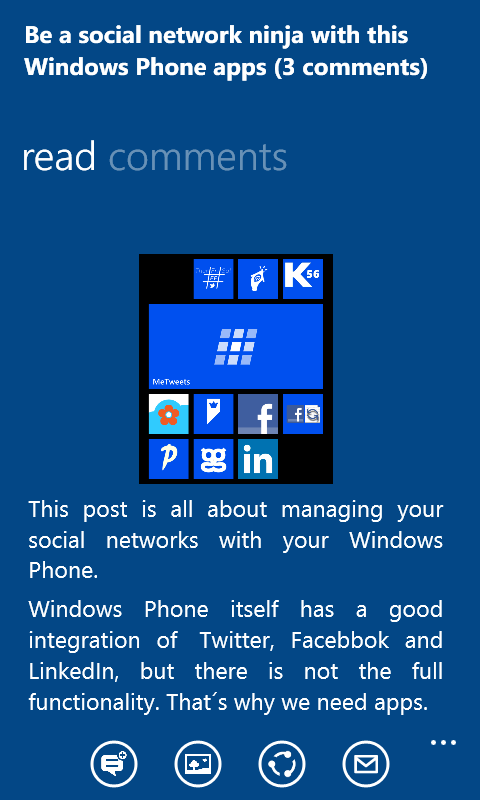 Be a social network ninja with this
Windows Phone apps (3 comments)
read comments
K 56
MeTweets
f
f
P
in
This post is all about managing your
social networks with your Windows
Phone.
Windows Phone itself has a good
integration of Twitter, Facebbok and
LinkedIn, but there is not the full
functionality. That´s why we need apps.